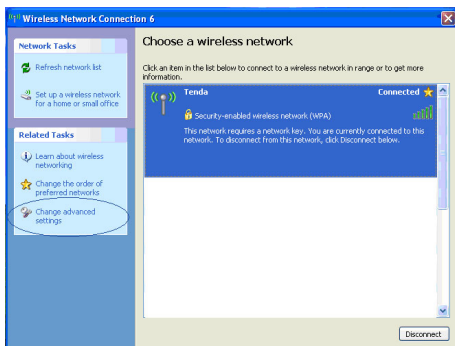 Wireless Network Connection 6
Network Tasks
Refresh network list
Set up a wireless network
for a home or small office
Related Tasks
Learn about wireless
networking
Change the order of
preferred networks
Change advanced
settings
Choose a wireless network
Click an item in the list below to connect to a wireless network in range or to get more
information.
Tenda
Connected
Security-enabled wireless network (WPA)
This network requires a network key. You are currently connected to this
network. To disconnect from this network, click Disconnect below.
Disconnect